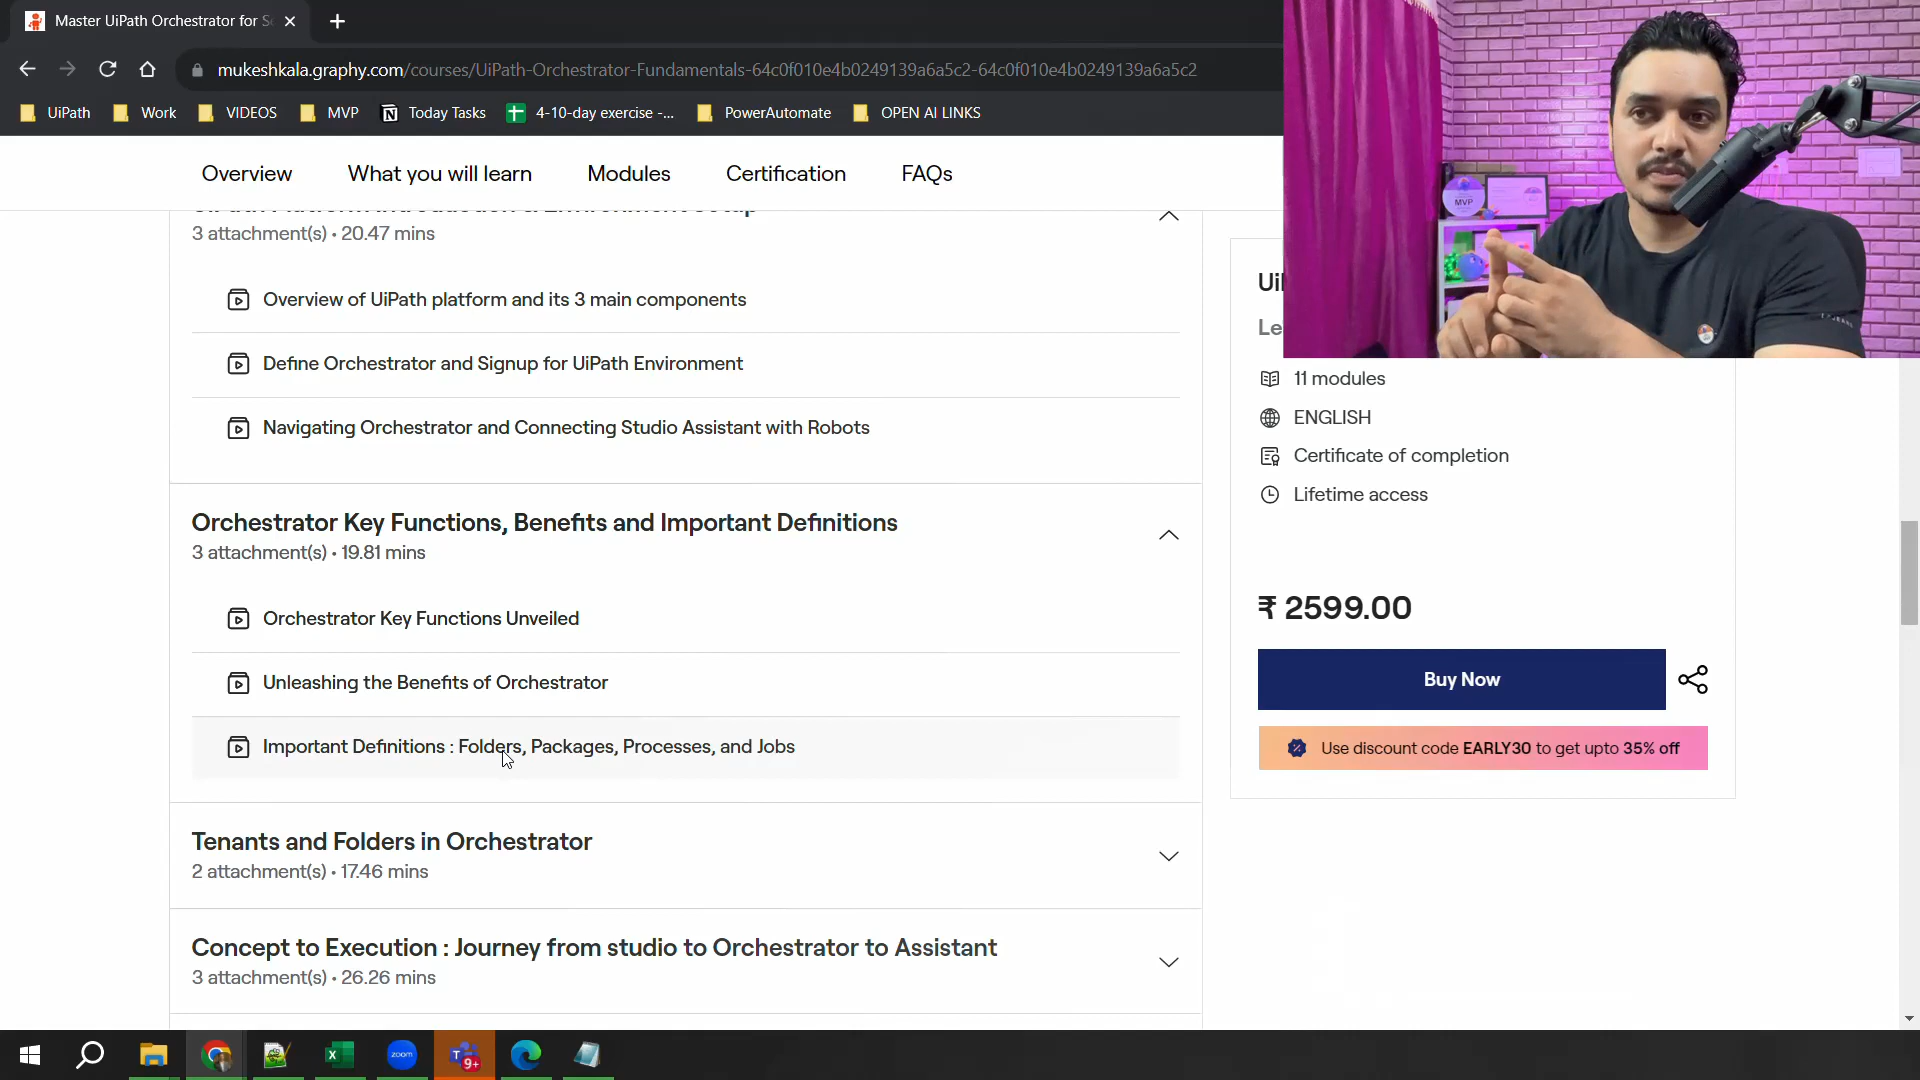 Master UiPath Orchestrator for S
mukeshkala.graphy.com/courses/UiPath-Orchestrator-Fundamentals-64c0f010e4b0249139a6a5c2-64c0f010e4b0249139a6a5c2
UiPath
Work
VIDEOS
MVP
Today Tasks
4-10-day exercise -...
PowerAutomate
OPEN AI LINKS
MVP
Overview
What you will learn
Modules
Certification
FAQs
3 attachment(s) • 20.47 mins
Overview of UiPath platform and its 3 main components
Define Orchestrator and Signup for UiPath Environment
Navigating Orchestrator and Connecting Studio Assistant with Robots
Orchestrator Key Functions, Benefits and Important Definitions
3 attachment(s) • 19.81 mins
Orchestrator Key Functions Unveiled
Unleashing the Benefits of Orchestrator
Important Definitions : Folders, Packages, Processes, and Jobs
Tenants and Folders in Orchestrator
2 attachment(s) • 17.46 mins
Concept to Execution : Journey from studio to Orchestrator to Assistant
3 attachment(s) • 26.26 mins
11 modules
ENGLISH
Certificate of completion
Lifetime access
₹ 2599.00
Buy Now
Use discount code EARLY30 to get upto 35% off
zoom
9+